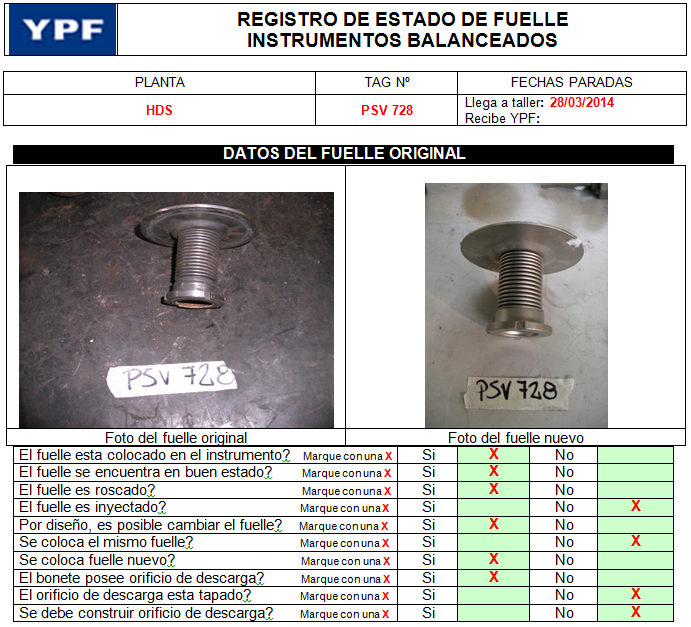 YPF
REGISTRO DE ESTADO DE FUELLE
INSTRUMENTOS BALANCEADOS
PLANTA TAG Nº FECHAS PARADAS
HDS PSV 728 Llega a taller: 28/03/2014
Recibe YPF:
DATOS DEL FUELLE ORIGINAL
PSV 728 PSV 728
Foto del fuelle original Foto del fuelle nuevo
El fuelle esta colocado en el instrumento? Marque con una X Si X No
El fuelle se encuentra en buen estado? Marque con una X Si X No
El fuelle es roscado? Marque con una X Si X No
El fuelle es inyectado? Marque con una X Si No X
Por diseño, es posible cambiar el fuelle? Marque con una X Si X No
Se coloca el mismo fuelle? Marque con una X Si No X
Se coloca fuelle nuevo? Marque con una X Si X No
El bonete posee orificio de descarga? Marque con una X Si X No
El orificio de descarga esta tapado? Marque con una X Si No X
Se debe construir orificio de descarga? Marque con una X Si No X